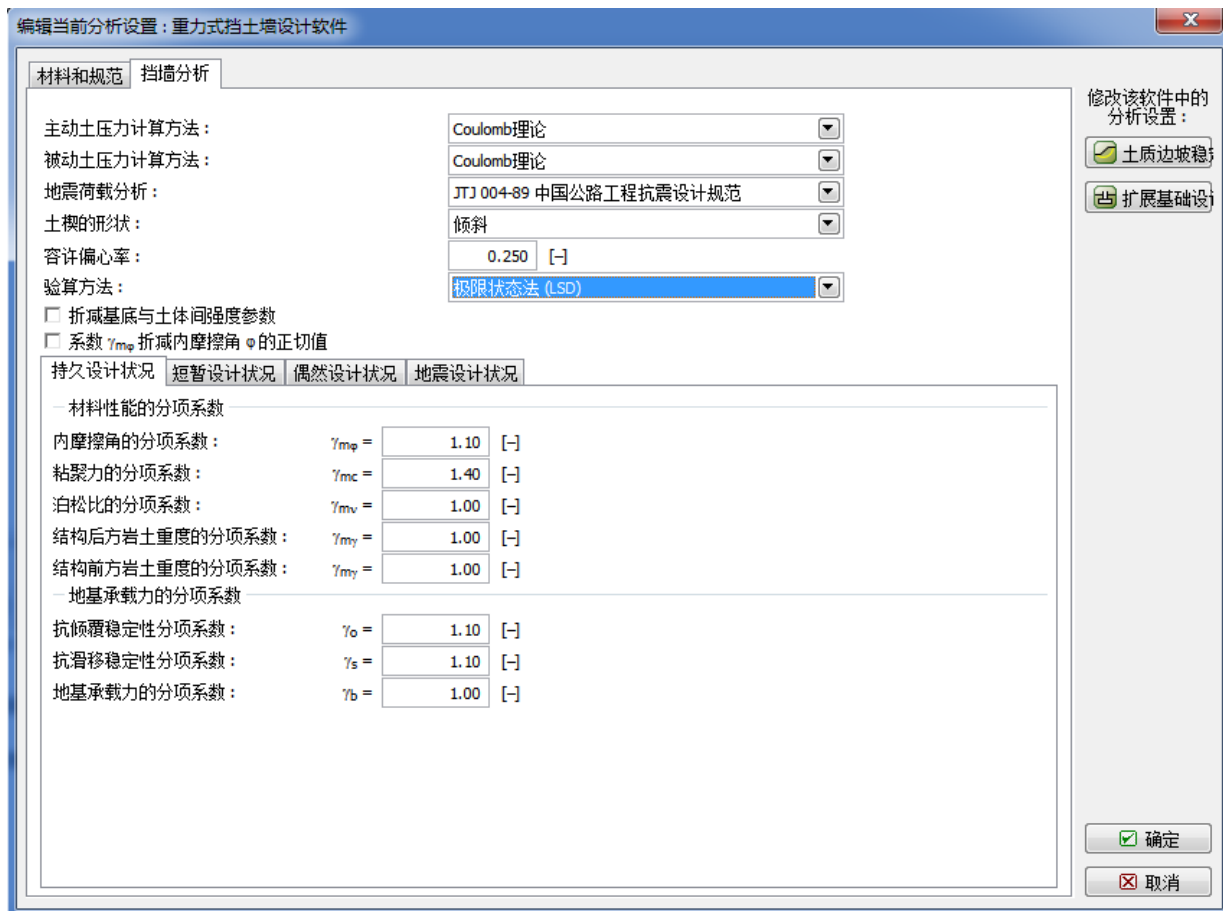 编辑当前分析设置 : 重力式挡土墙设计软件
材料和规范 挡墙分析
主动土压力计算方法 : Coulomb理论
被动土压力计算方法 : Coulomb理论
地震荷载分析 : JTJ 004-89 中国公路工程抗震设计规范
土楔的形状 : 倾斜
容许偏心率 : 0.250 [–]
验算方法 : 极限状态法 (LSD)
折减基底与土体间强度参数
系数 γmφ 折减内摩擦角 φ 的正切值
持久设计状况 短暂设计状况 偶然设计状况 地震设计状况
材料性能的分项系数
内摩擦角的分项系数 : γmφ = 1.10 [–]
粘聚力的分项系数 : γmc = 1.40 [–]
泊松比的分项系数 : γmν = 1.00 [–]
结构后方岩土重度的分项系数 : γmγ = 1.00 [–]
结构前方岩土重度的分项系数 : γmγ = 1.00 [–]
地基承载力的分项系数
抗倾覆稳定性分项系数 : γo = 1.10 [–]
抗滑移稳定性分项系数 : γs = 1.10 [–]
地基承载力的分项系数 : γb = 1.00 [–]
修改该软件中的
分析设置 :
土质边坡稳
扩展基础设
确定
取消